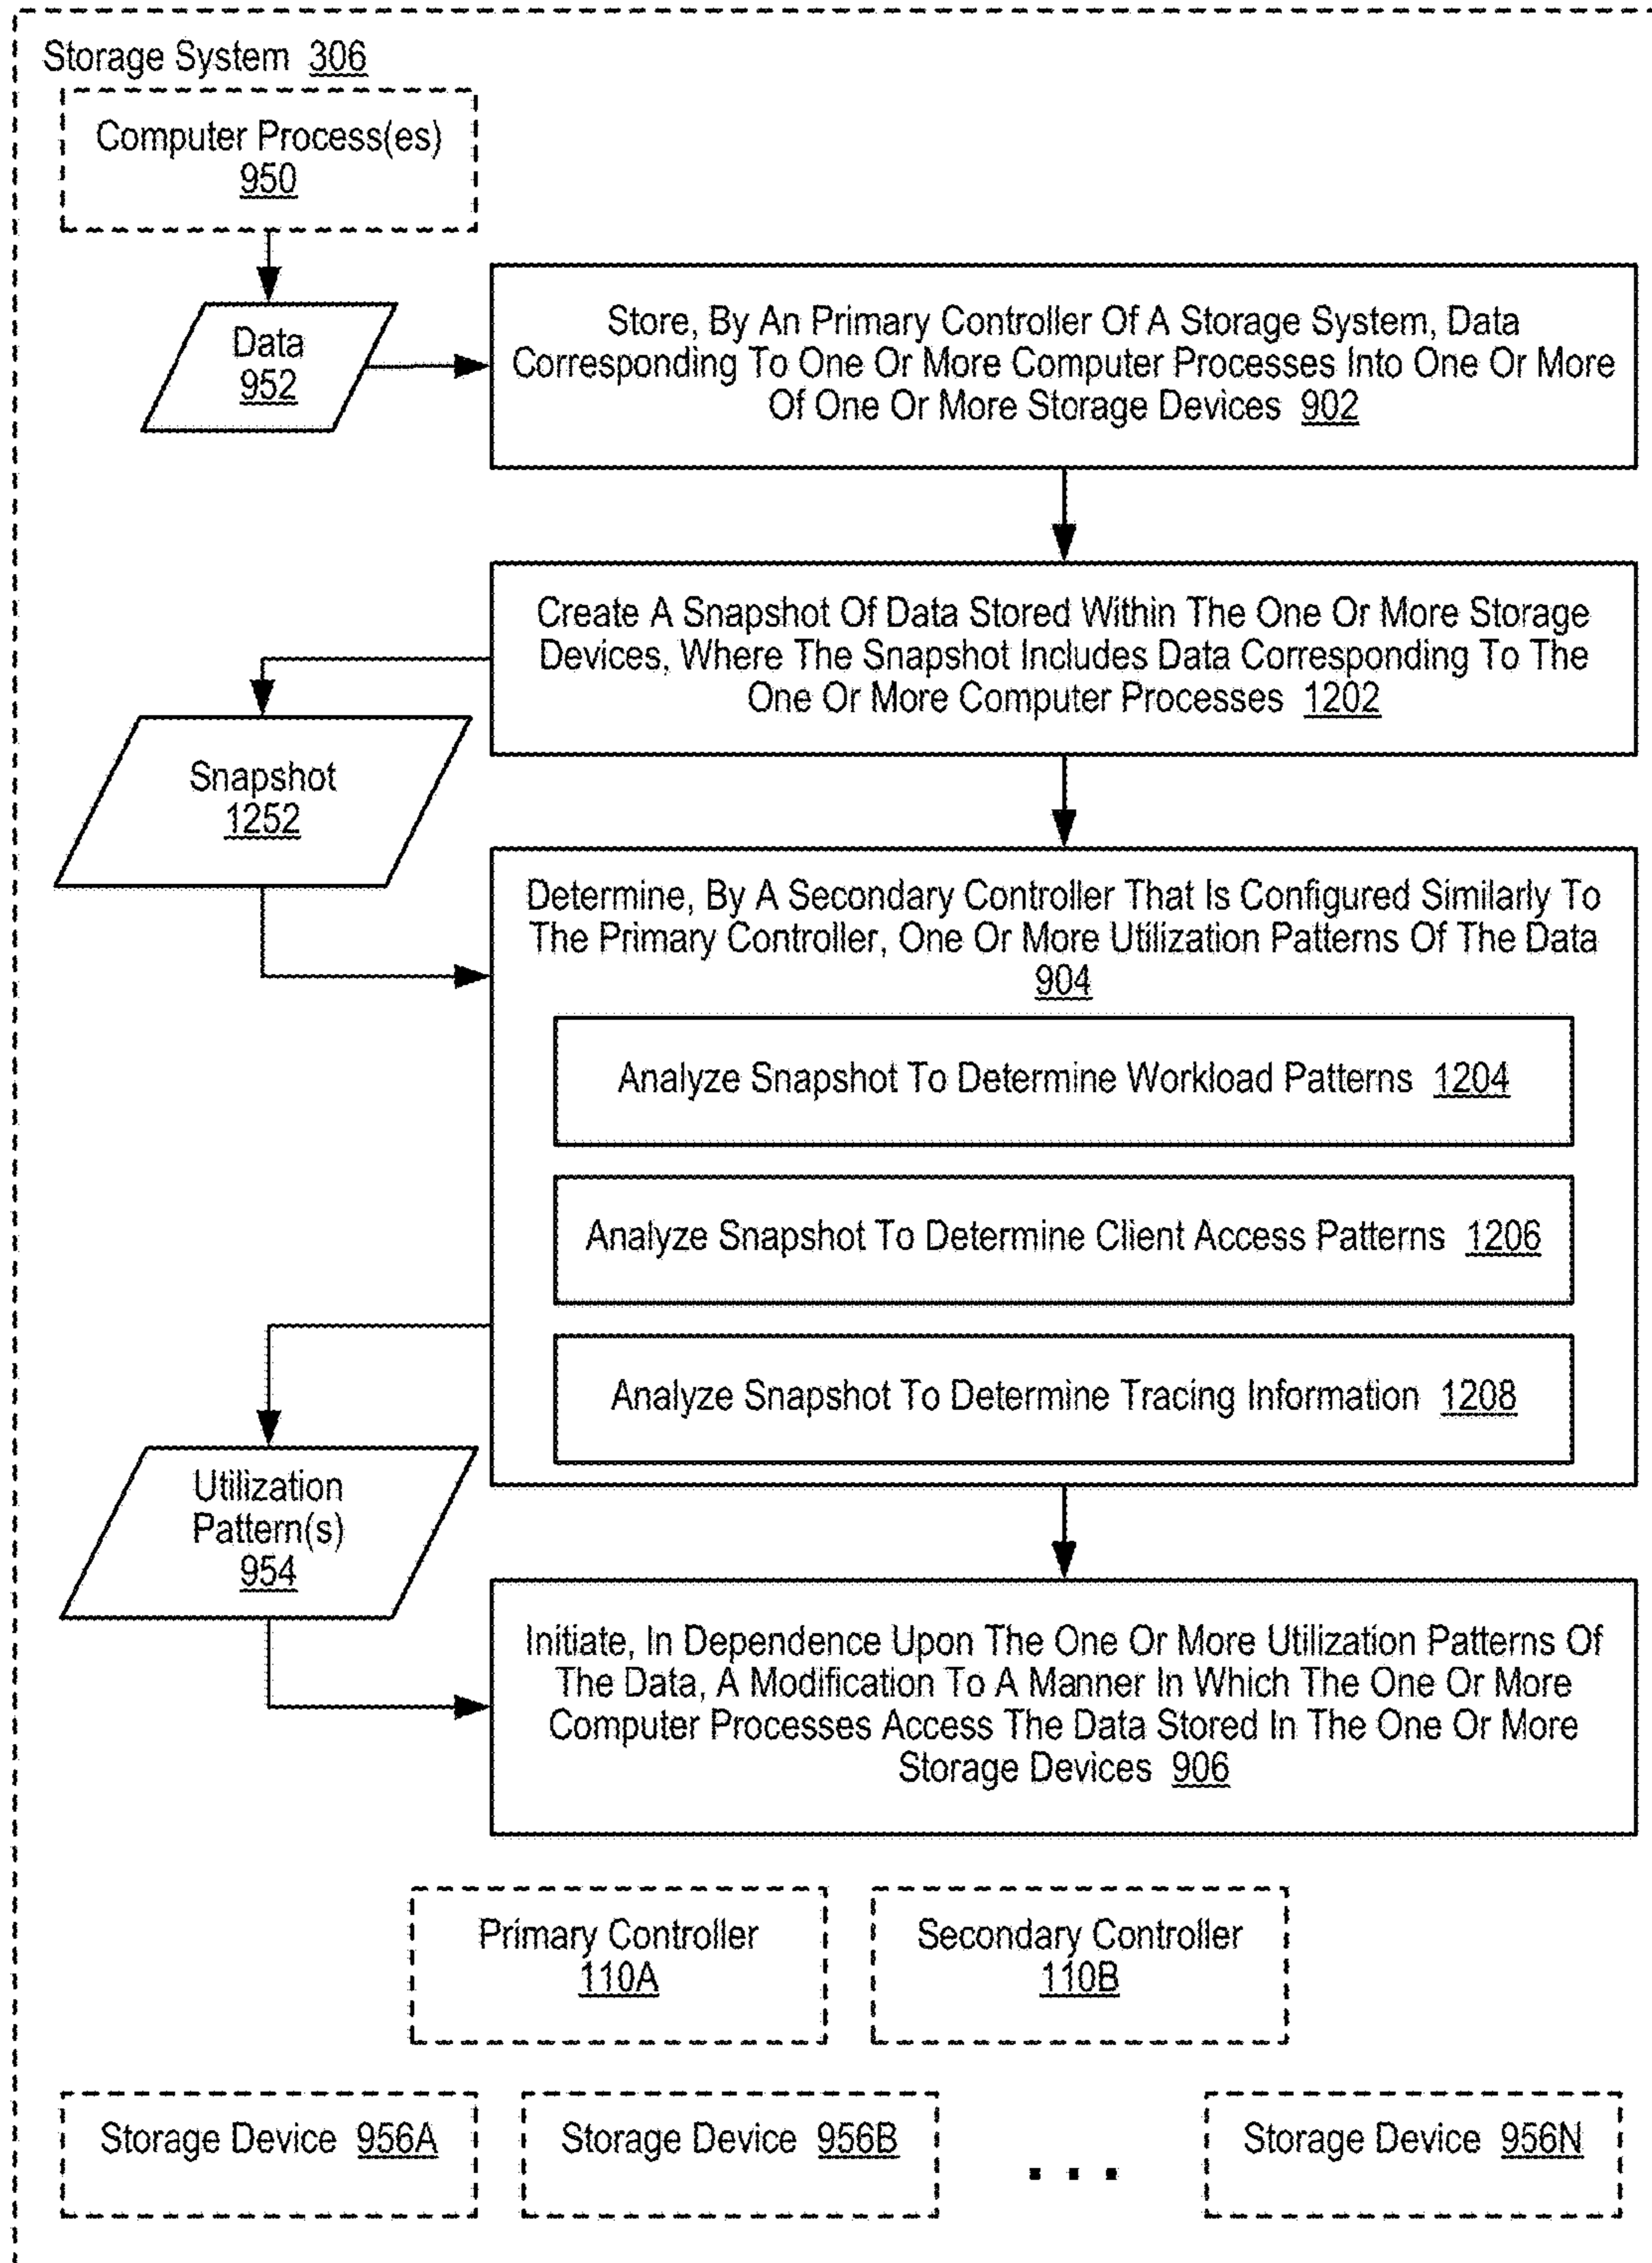 Storage System 306
Computer Process(es)
950
Data
952
Store, By An Primary Controller Of A Storage System, Data
Corresponding To One Or More Computer Processes Into One Or More
Of One Or More Storage Devices 902
Create A Snapshot Of Data Stored Within The One Or More Storage
Devices, Where The Snapshot Includes Data Corresponding To The
One Or More Computer Processes 1202
Snapshot
1252
Determine, By A Secondary Controller That Is Configured Similarly To
The Primary Controller, One Or More Utilization Patterns Of The Data
904
Analyze Snapshot To Determine Workload Patterns 1204
Analyze Snapshot To Determine Client Access Patterns 1206
Analyze Snapshot To Determine Tracing Information 1208
Utilization
Pattern(s)
954
Initiate, In Dependence Upon The One Or More Utilization Patterns Of
The Data, A Modification To A Manner In Which The One Or More
Computer Processes Access The Data Stored In The One Or More
Storage Devices 906
Primary Controller
110A
Secondary Controller
110B
Storage Device 956A
Storage Device 956B
. . .
Storage Device 956N